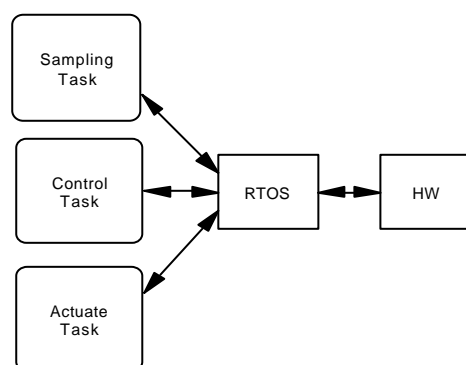 Sampling
Task
Control
Task
RTOS
HW
Actuate
Task